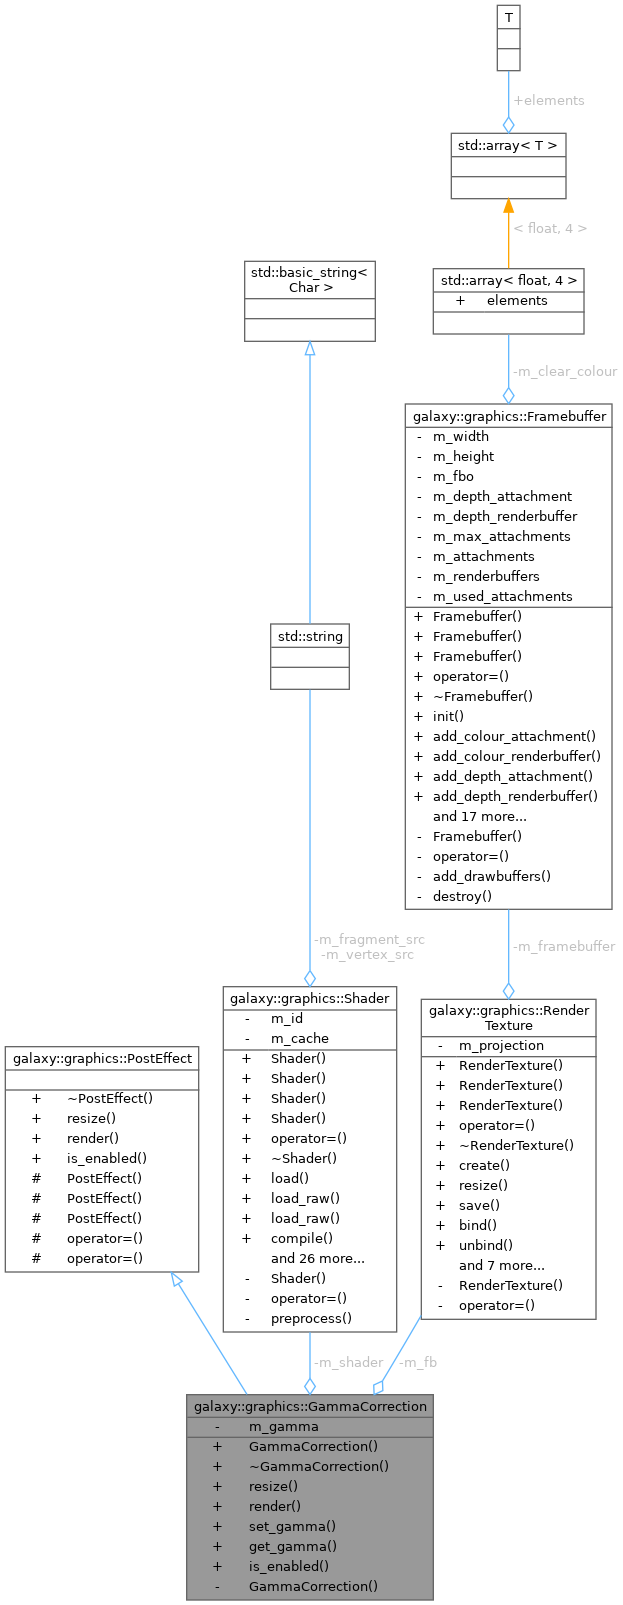 T
+elements
std::array< T >
< float, 4 >
std::basic_string<
Char >
std::array< float, 4 >
+ elements
-m_clear_colour
galaxy::graphics::Framebuffer
- m_width
- m_height
- m_fbo
- m_depth_attachment
- m_depth_renderbuffer
- m_max_attachments
- m_attachments
- m_renderbuffers
- m_used_attachments
+ Framebuffer()
+ Framebuffer()
+ Framebuffer()
+ operator=()
+ ~Framebuffer()
+ init()
+ add_colour_attachment()
+ add_colour_renderbuffer()
+ add_depth_attachment()
+ add_depth_renderbuffer()
and 17 more...
- Framebuffer()
- operator=()
- add_drawbuffers()
- destroy()
std::string
-m_fragment_src
-m_vertex_src
-m_framebuffer
galaxy::graphics::Shader
- m_id
- m_cache
+ Shader()
+ Shader()
+ Shader()
+ Shader()
+ operator=()
+ ~Shader()
+ load()
+ load_raw()
+ load_raw()
+ compile()
and 26 more...
- Shader()
- operator=()
- preprocess()
galaxy::graphics::Render
Texture
- m_projection
+ RenderTexture()
+ RenderTexture()
+ RenderTexture()
+ operator=()
+ ~RenderTexture()
+ create()
+ resize()
+ save()
+ bind()
+ unbind()
and 7 more...
- RenderTexture()
- operator=()
galaxy::graphics::PostEffect
+ ~PostEffect()
+ resize()
+ render()
+ is_enabled()
# PostEffect()
# PostEffect()
# PostEffect()
# operator=()
# operator=()
-m_shader
-m_fb
galaxy::graphics::GammaCorrection
- m_gamma
+ GammaCorrection()
+ ~GammaCorrection()
+ resize()
+ render()
+ set_gamma()
+ get_gamma()
+ is_enabled()
- GammaCorrection()